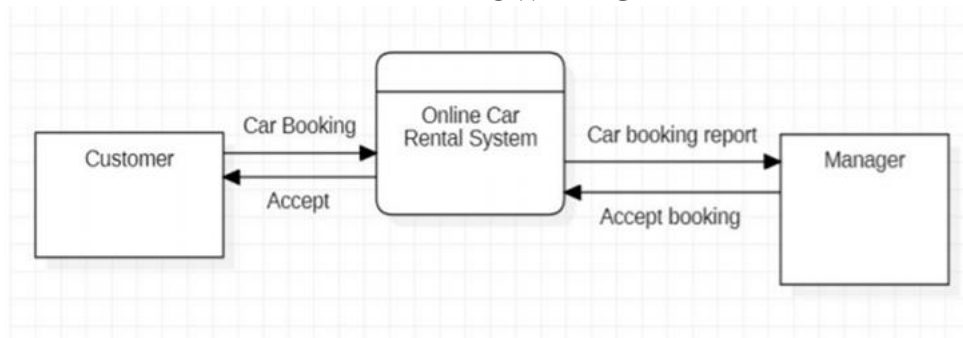 Customer
Car Booking
Accept
Online Car
Rental System
Car booking report
Accept booking
Manager